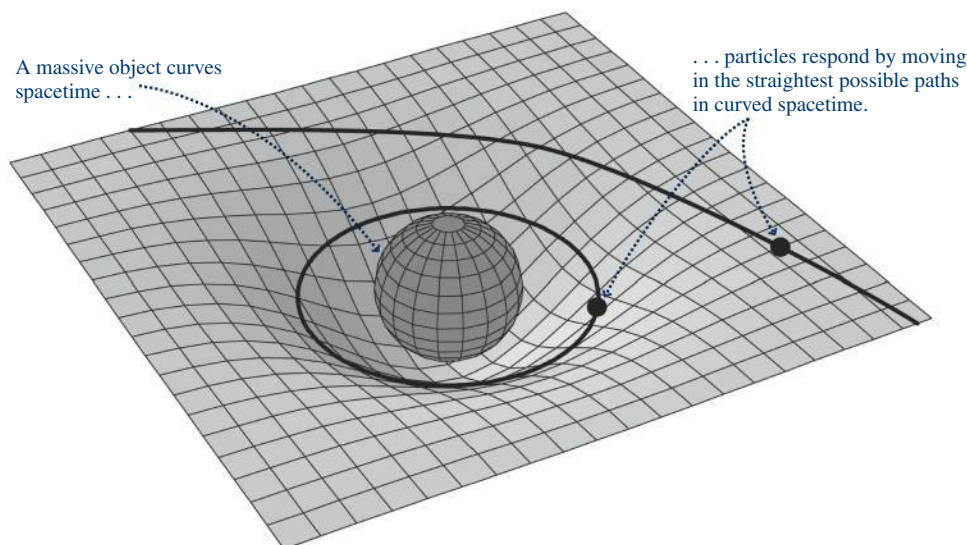 A massive object curves
spacetime . . .
. . . particles respond by moving
in the straightest possible paths
in curved spacetime.